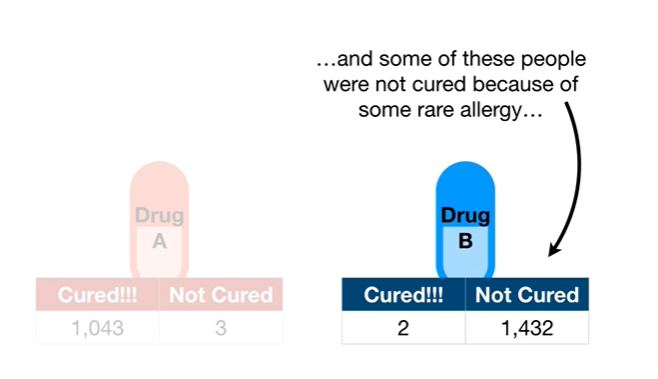 …and some of these people
were not cured because of
some rare allergy…
Drug
A
Cured!!! Not Cured
1,043 3
Drug
B
Cured!!! Not Cured
2 1,432